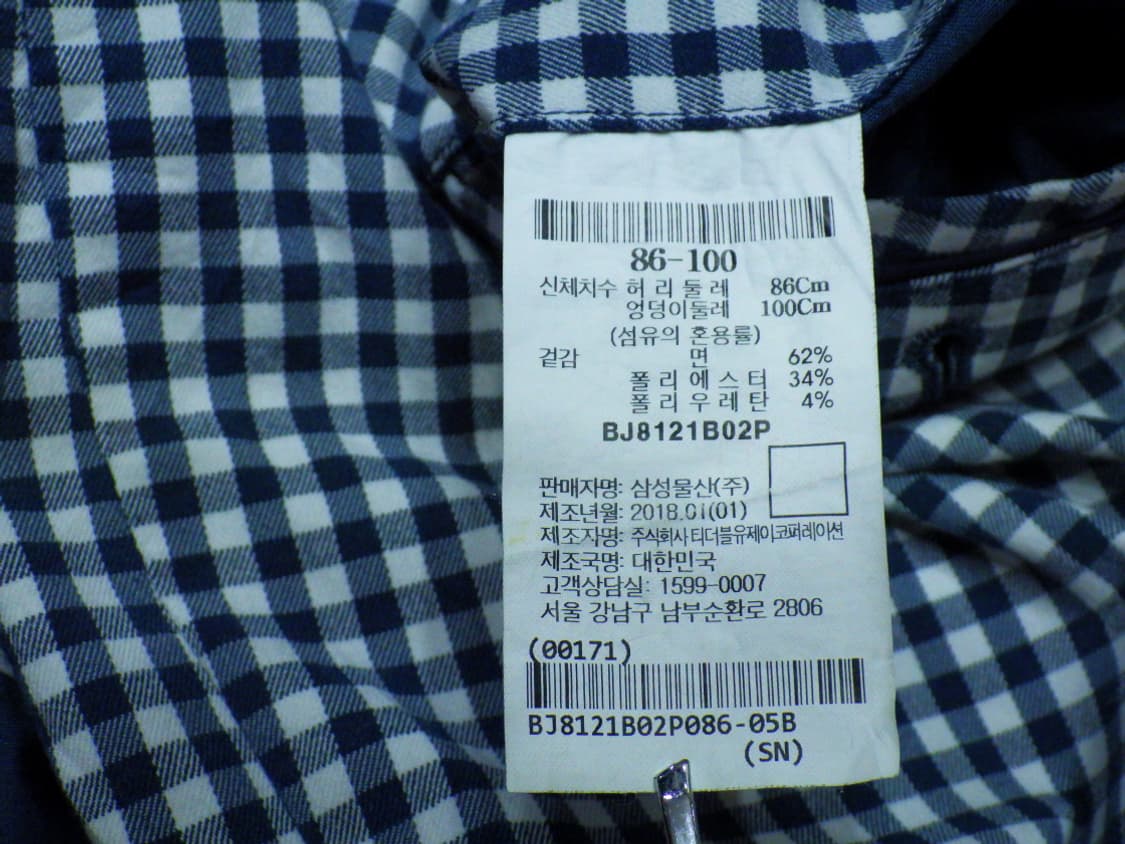 86-100
신체치수 허 리 둘 레 86Cm
엉덩이둘레 100Cm
(섬유의 혼용률)
겉감 면 62%
폴 리 에 스 터 34%
폴 리 우 레 탄 4%
BJ8121B02P
판매자명: 삼성물산(주)
제조년월: 2018.01(01)
제조자명: 주식회사 티더블유제이코퍼레이션
제조국명: 대한민국
고객상담실: 1599-0007
서울 강남구 남부순환로 2806
(00171)
BJ8121B02P086-05B
(SN)